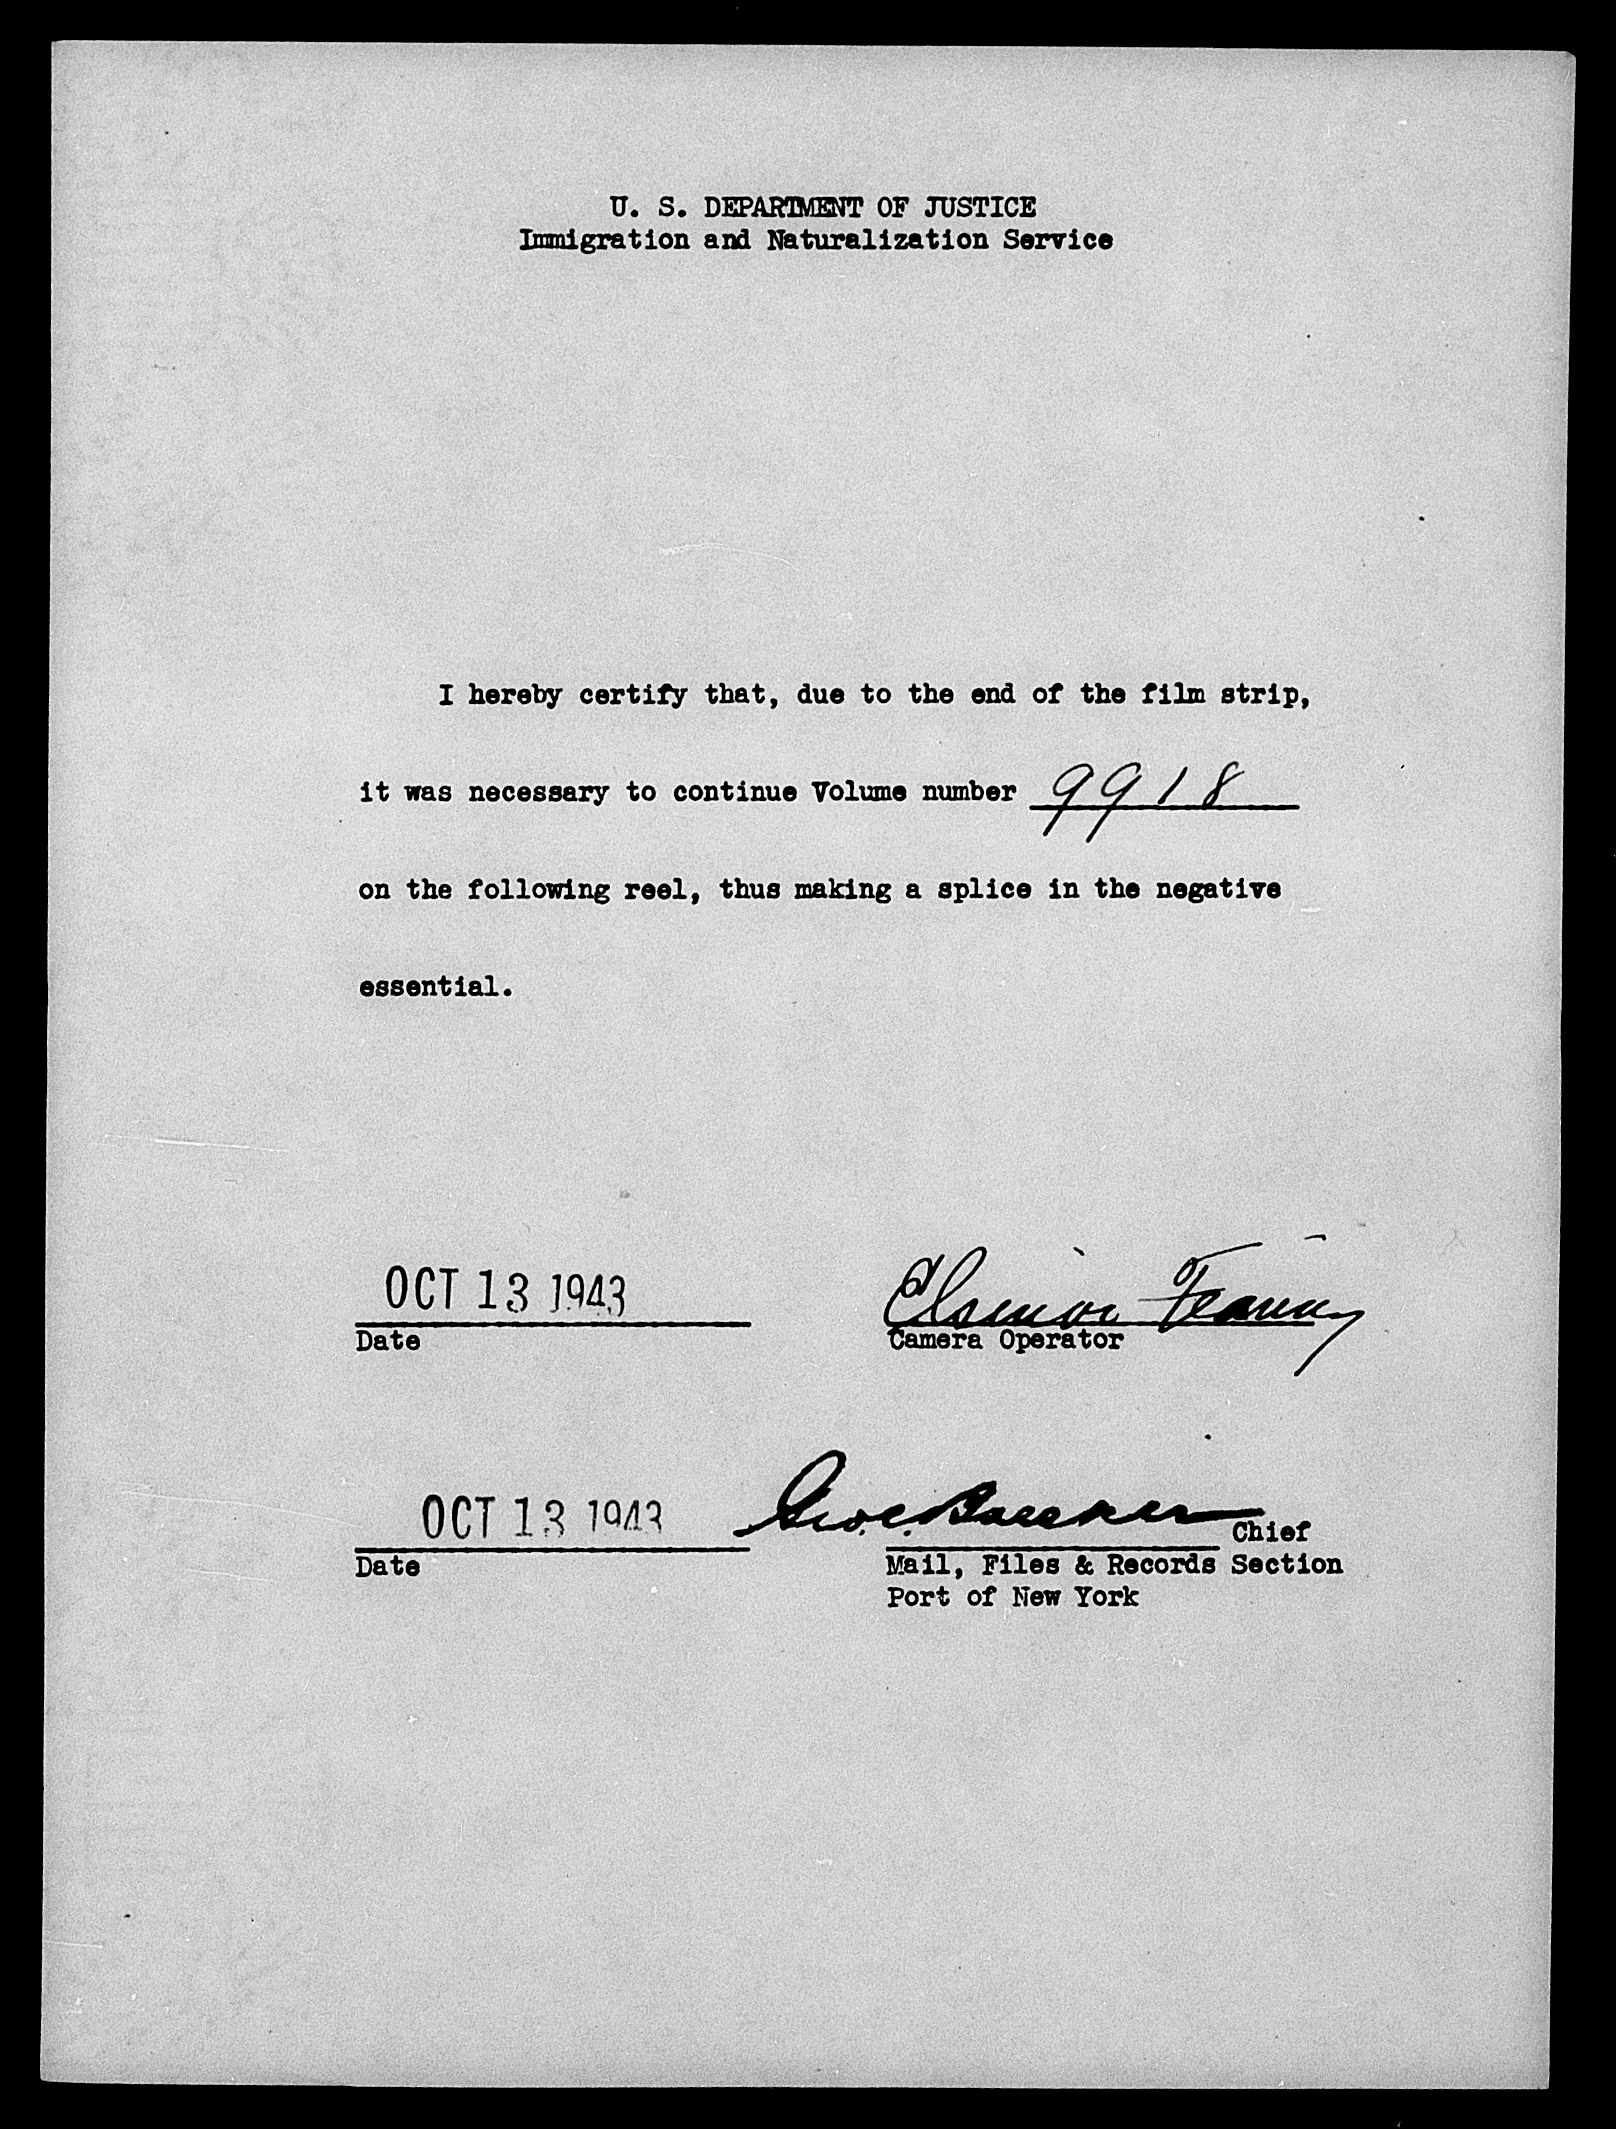 U. S. DEPARTMENT OF JUSTICE
Immigration and Naturalization Service
I hereby certify that, due to the end of the film strip,
it was necessary to continue Volume number 9918
on the following reel, thus making a splice in the negative
essential.
OCT 13 1943
Date
Camera Operator
OCT 13 1943
Geo. C.
Chief
Date
Mail, Files & Records Section
Port of New York